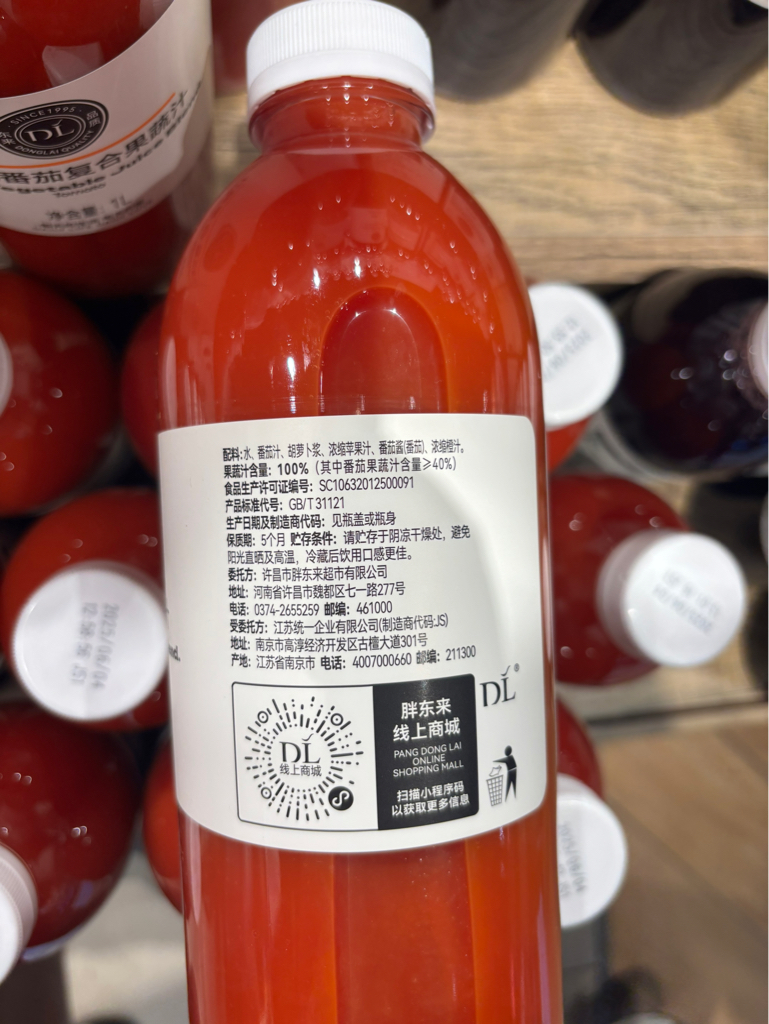 SINCE 1995
DL
DONGLAI QUALITY
番茄复合果蔬汁
Vegetable Juice
Tomato
净含量：1L
配料：水、番茄汁、胡萝卜浆、浓缩苹果汁、番茄酱(番茄)、浓缩橙汁。
果蔬汁含量：100%（其中番茄果蔬汁含量≥40%）
食品生产许可证编号：SC10632012500091
产品标准代号：GB/T 31121
生产日期及制造商代码：见瓶盖或瓶身
保质期：5个月 贮存条件：请贮存于阴凉干燥处，避免
阳光直晒及高温，冷藏后饮用口感更佳。
委托方：许昌市胖东来超市有限公司
地址：河南省许昌市魏都区七一路277号
电话：0374-2655259 邮编：461000
受委托方：江苏统一企业有限公司(制造商代码:JS)
地址：南京市高淳经济开发区古檀大道301号
产地：江苏省南京市 电话：4007000660 邮编：211300
DL®
DL
线上商城
胖东来
线上商城
PANG DONG LAI
ONLINE
SHOPPING MALL
扫描小程序码
以获取更多信息
2025/09/04